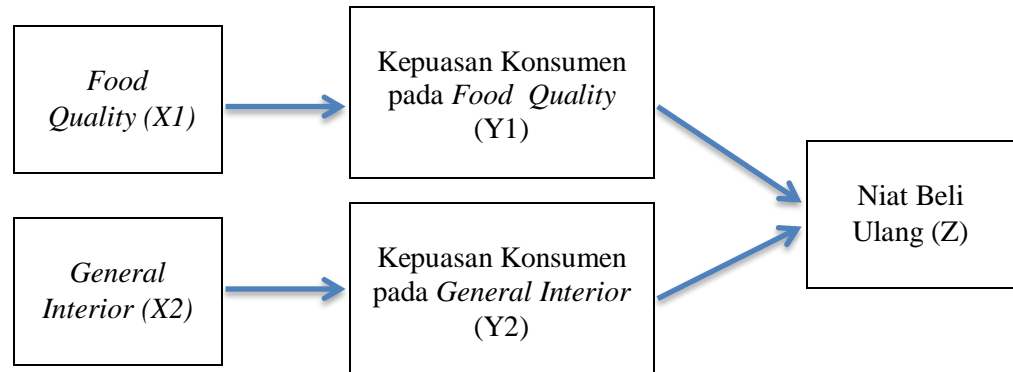 Food
Quality (X1)
Kepuasan Konsumen
pada Food Quality
(Y1)
Niat Beli
Ulang (Z)
General
Interior (X2)
Kepuasan Konsumen
pada General Interior
(Y2)